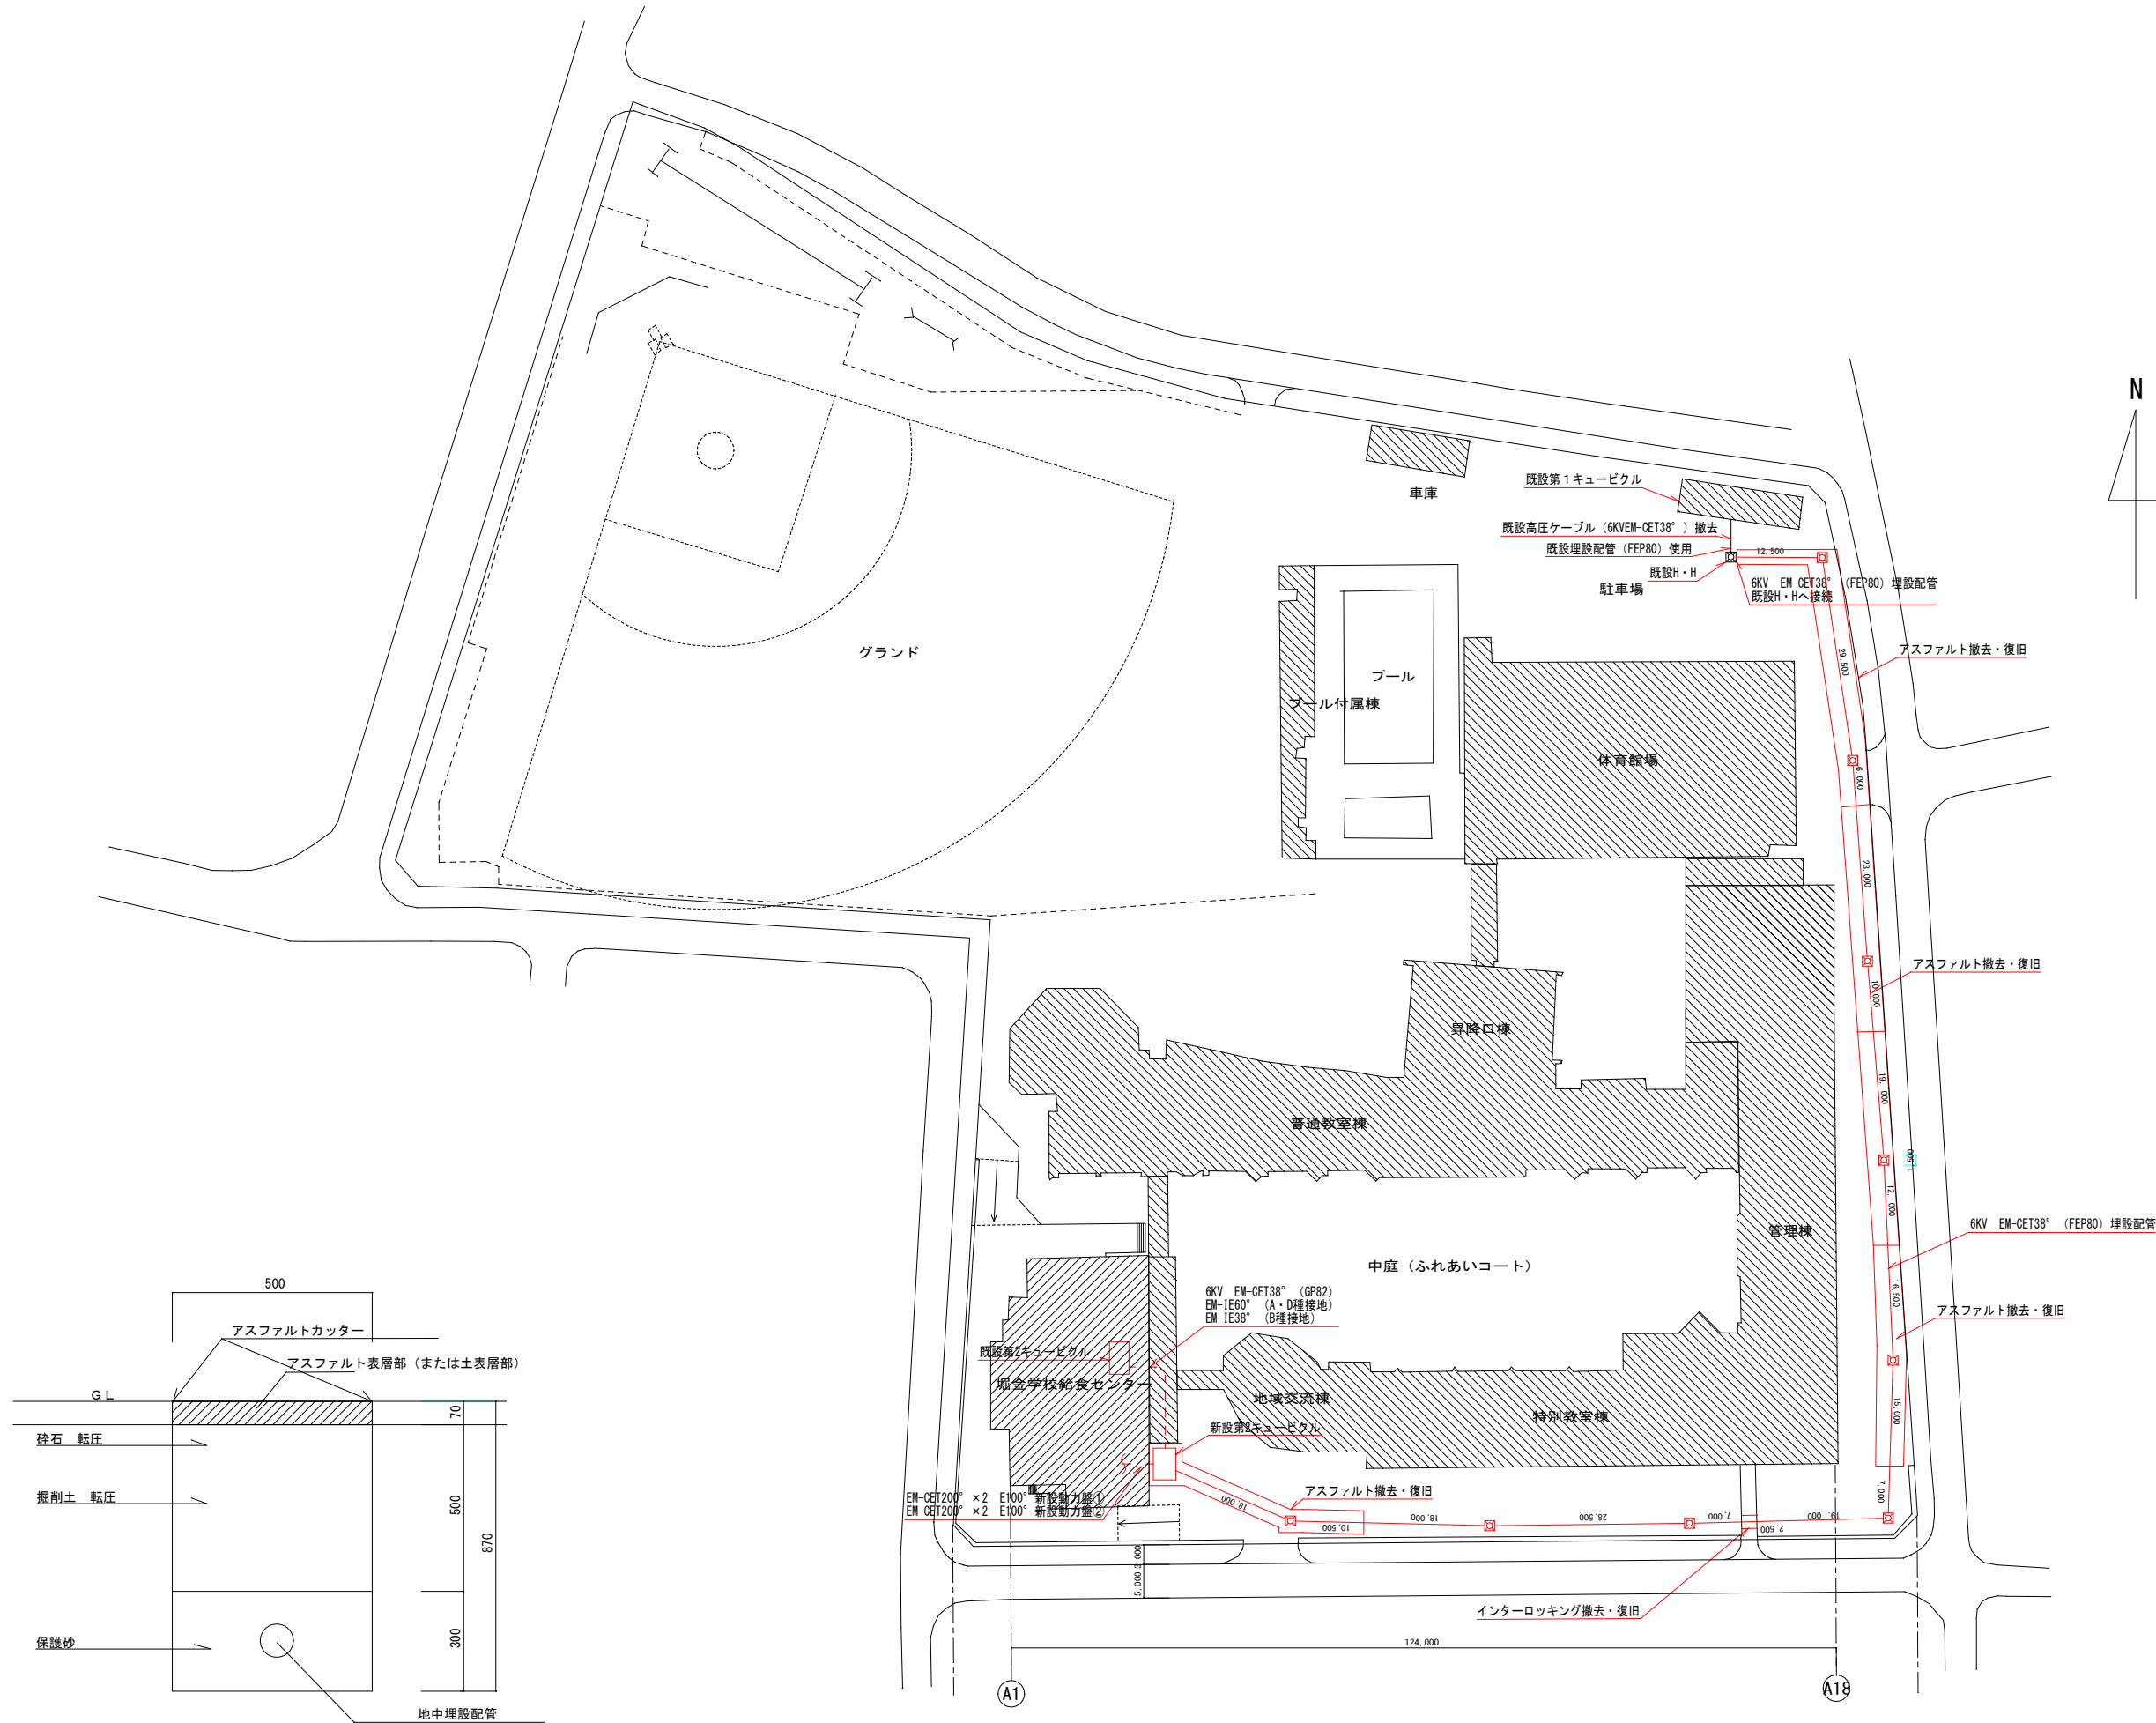 N
既設第1キュービクル
車庫
既設高圧ケーブル（6KVEM-CET38°）撤去
既設埋設配管（FEP80）使用
12,500
既設H・H
駐車場
6KV　EM-CET38°（FEP80）埋設配管
既設H・Hへ接続
アスファルト撤去・復旧
29,500
グランド
プール
プール付属棟
体育館場
6,000
23,000
アスファルト撤去・復旧
10,000
昇降口棟
19,000
普通教室棟
1,500
12,000
6KV　EM-CET38°（FEP80）埋設配管
管理棟
中庭（ふれあいコート）
16,500
アスファルト撤去・復旧
6KV　EM-CET38°（GP82）
EM-IE60°（A・D種接地）
EM-IE38°（B種接地）
既設第2キュービクル
堀金学校給食センター
地域交流棟
特別教室棟
15,000
新設第2キュービクル
7,000
EM-CET200°×2　E100°新設動力盤①
EM-CET200°×2　E100°新設動力盤②
アスファルト撤去・復旧
18,000
10,500
18,000
28,500
7,000
2,500
19,000
3,000
5,000
インターロッキング撤去・復旧
124,000
A1
A18
500
アスファルトカッター
アスファルト表層部（または土表層部）
GL
70
砕石　転圧
掘削土　転圧
500
870
保護砂
300
地中埋設配管